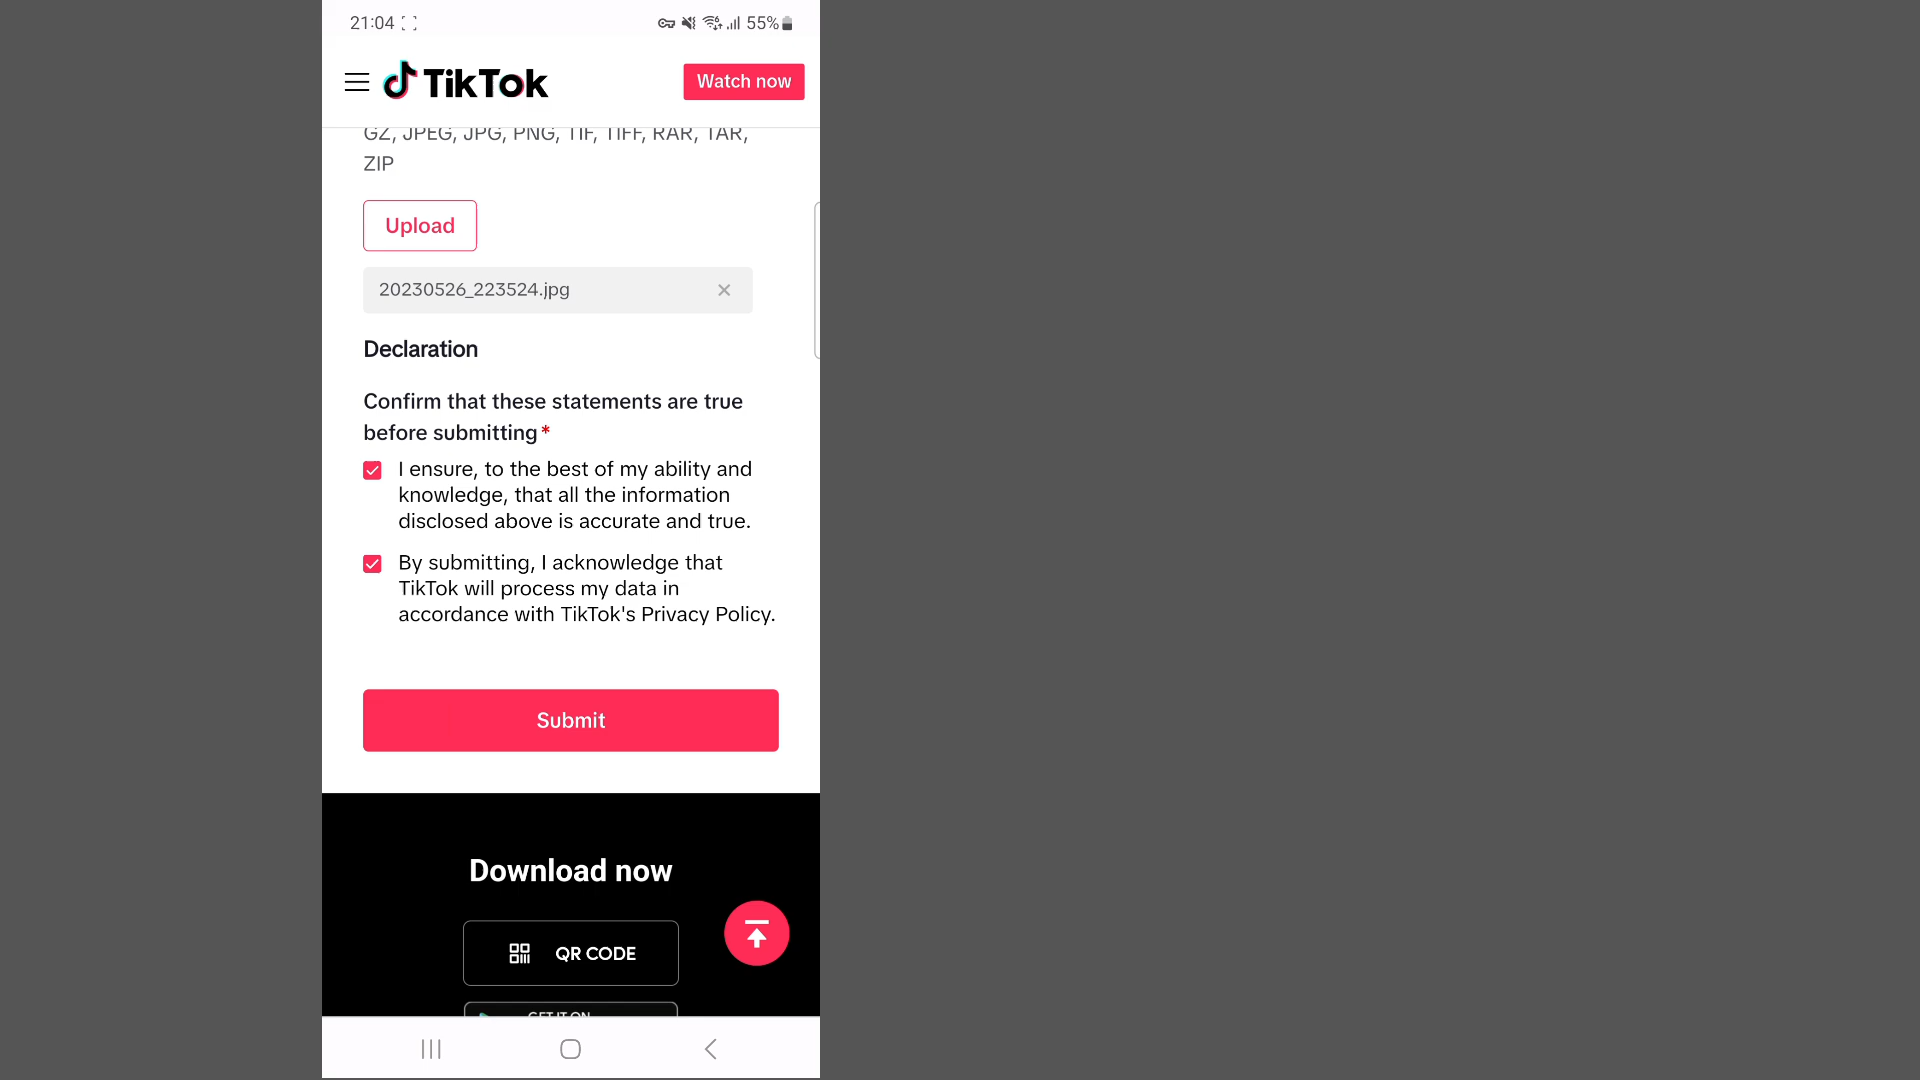 21:04
55%
TikTok
Watch now
GZ, JPEG, JPG, PNG, TIF, TIFF, RAR, TAR,
ZIP
Upload
20230526_223524.jpg
Declaration
Confirm that these statements are true
before submitting*
I ensure, to the best of my ability and
knowledge, that all the information
disclosed above is accurate and true.
By submitting, I acknowledge that
TikTok will process my data in
accordance with TikTok's Privacy Policy.
Submit
Download now
QR CODE
GET IT ON